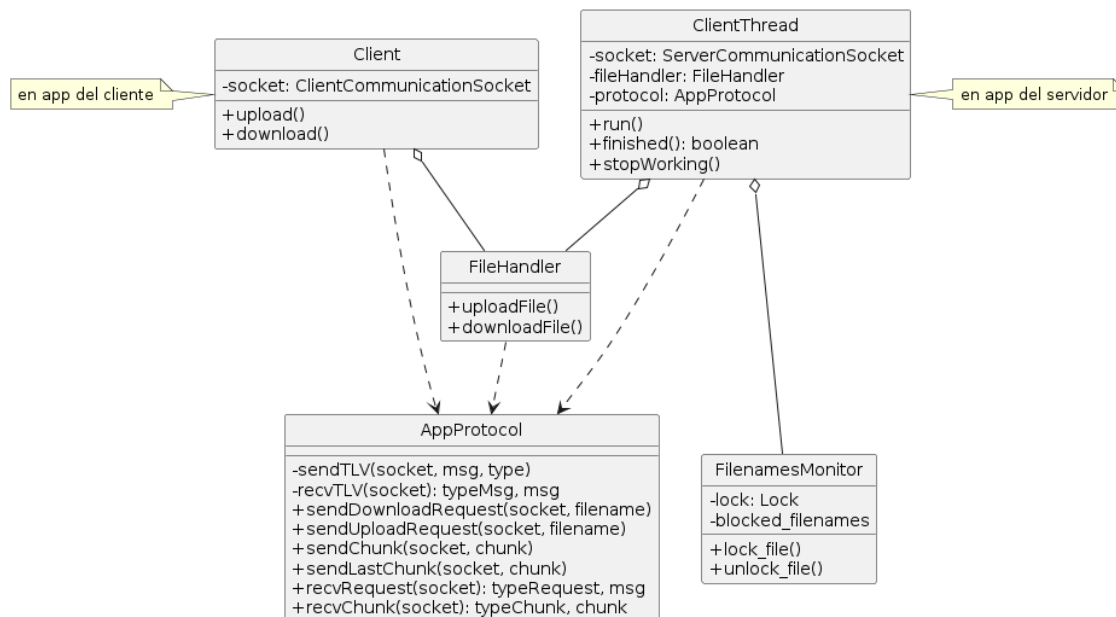 Client
-socket: ClientCommunicationSocket
+upload()
+download()
en app del cliente
ClientThread
-socket: ServerCommunicationSocket
-fileHandler: FileHandler
-protocol: AppProtocol
+run()
+finished(): boolean
+stopWorking()
en app del servidor
FileHandler
+uploadFile()
+downloadFile()
AppProtocol
-sendTLV(socket, msg, type)
-recvTLV(socket): typeMsg, msg
+sendDownloadRequest(socket, filename)
+sendUploadRequest(socket, filename)
+sendChunk(socket, chunk)
+sendLastChunk(socket, chunk)
+recvRequest(socket): typeRequest, msg
+recvChunk(socket): typeChunk, chunk
FilenamesMonitor
-lock: Lock
-blocked_filenames
+lock_file()
+unlock_file()